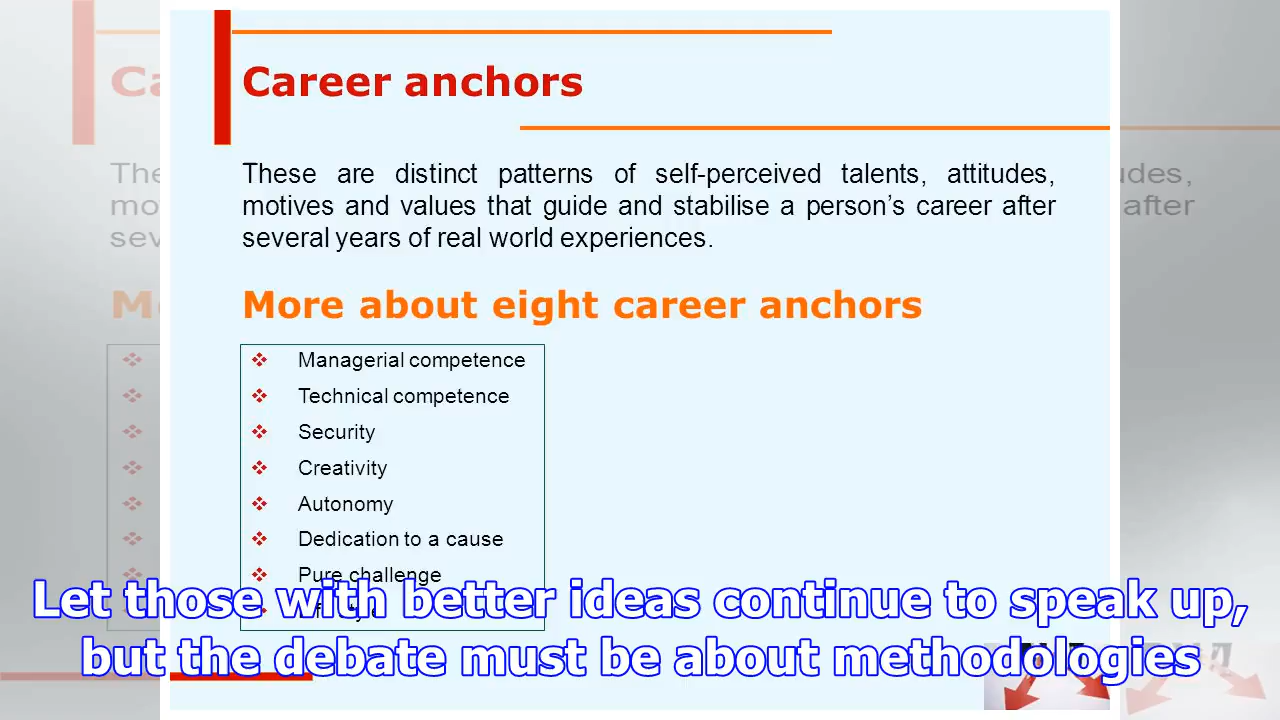 Career anchors
These are distinct patterns of self-perceived talents, attitudes,
motives and values that guide and stabilise a person's career after
several years of real world experiences.
More about eight career anchors
Managerial competence
Technical competence
Security
Creativity
Autonomy
Dedication to a cause
Pure challenge
Let those with better ideas continue to speak up,
but the debate must be about methodologies